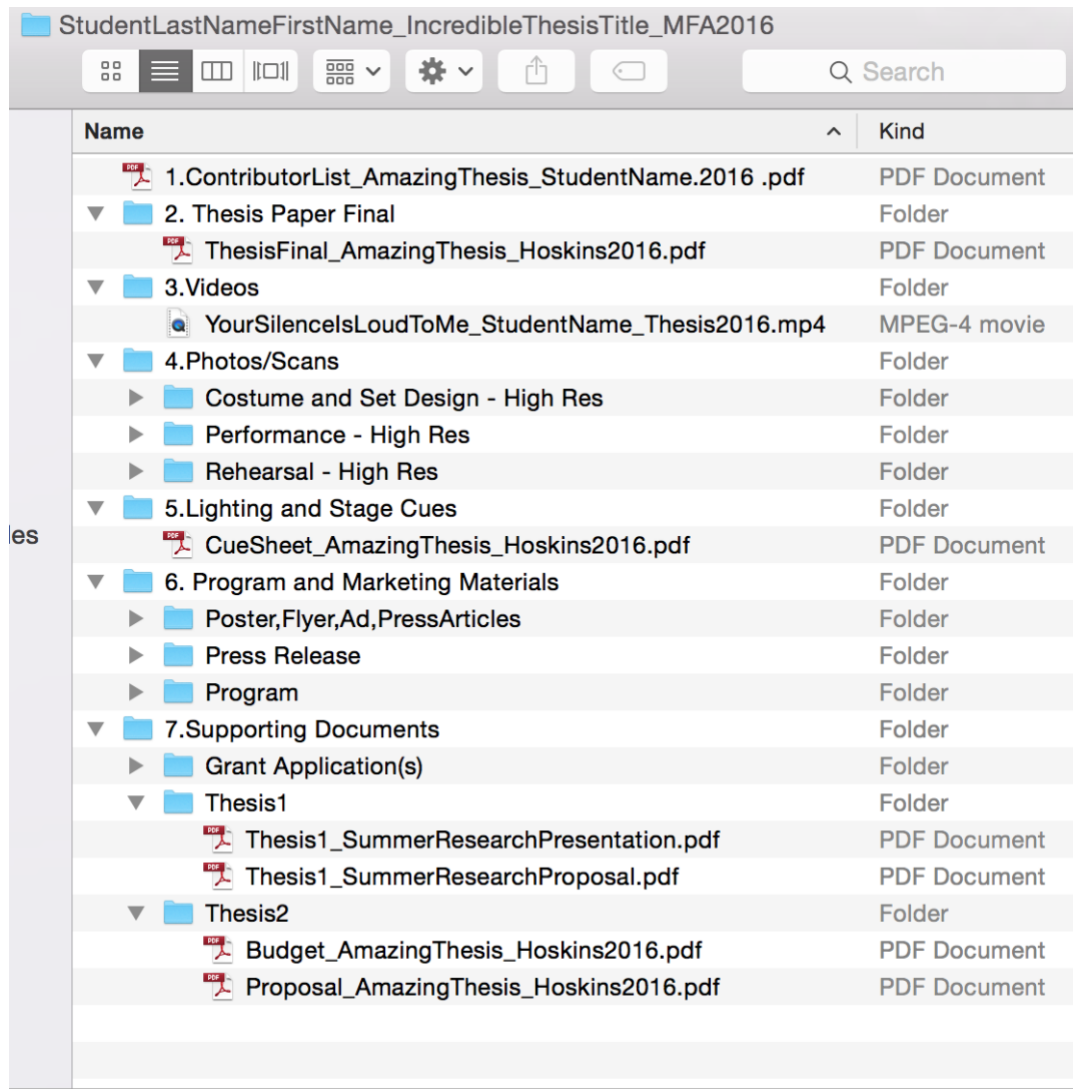 StudentLastNameFirstName_IncredibleThesisTitle_MFA2016
Search
Name Kind
1.ContributorList_AmazingThesis_StudentName.2016 .pdf PDF Document
2. Thesis Paper Final Folder
ThesisFinal_AmazingThesis_Hoskins2016.pdf PDF Document
3.Videos Folder
YourSilenceIsLoudToMe_StudentName_Thesis2016.mp4 MPEG-4 movie
4.Photos/Scans Folder
Costume and Set Design - High Res Folder
Performance - High Res Folder
Rehearsal - High Res Folder
5.Lighting and Stage Cues Folder
les
CueSheet_AmazingThesis_Hoskins2016.pdf PDF Document
6. Program and Marketing Materials Folder
Poster,Flyer,Ad,PressArticles Folder
Press Release Folder
Program Folder
7.Supporting Documents Folder
Grant Application(s) Folder
Thesis1 Folder
Thesis1_SummerResearchPresentation.pdf PDF Document
Thesis1_SummerResearchProposal.pdf PDF Document
Thesis2 Folder
Budget_AmazingThesis_Hoskins2016.pdf PDF Document
Proposal_AmazingThesis_Hoskins2016.pdf PDF Document